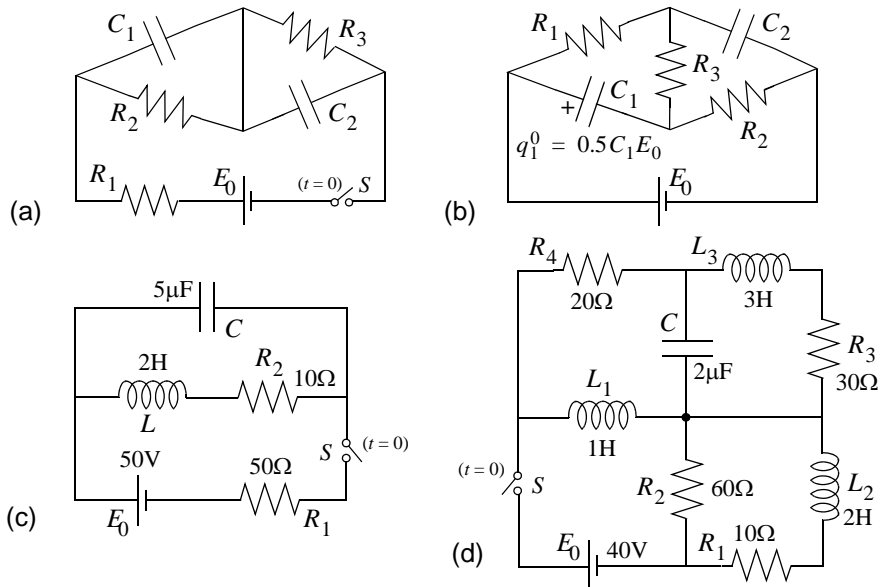 C₁
R₃
R₂
C₂
R₁
E₀
(t = 0)
S
(a)
R₁
C₂
R₃
+
C₁
R₂
q₁⁰ = 0.5C₁E₀
E₀
(b)
5μF
C
2H
R₂
10Ω
L
S
(t = 0)
50V
50Ω
E₀
R₁
(c)
R₄
L₃
20Ω
3H
C
R₃
2μF
30Ω
L₁
1H
(t = 0)
S
R₂
60Ω
L₂
2H
E₀
40V
R₁
10Ω
(d)